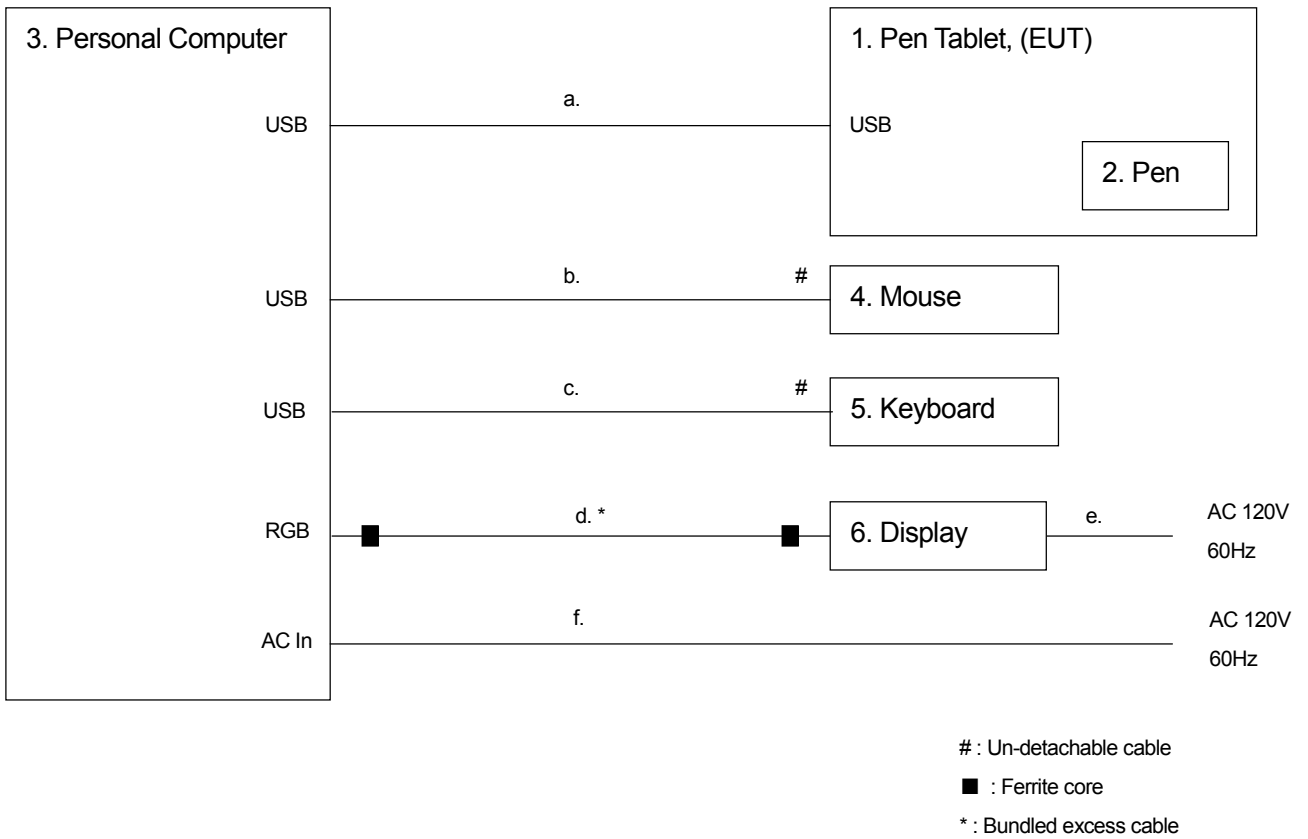 3. Personal Computer
1. Pen Tablet, (EUT)
a.
USB
USB
2. Pen
b.
#
USB
4. Mouse
c.
#
USB
5. Keyboard
d. *
RGB
6. Display
e.
AC 120V
60Hz
f.
AC In
AC 120V
60Hz
# : Un-detachable cable
■ : Ferrite core
* : Bundled excess cable